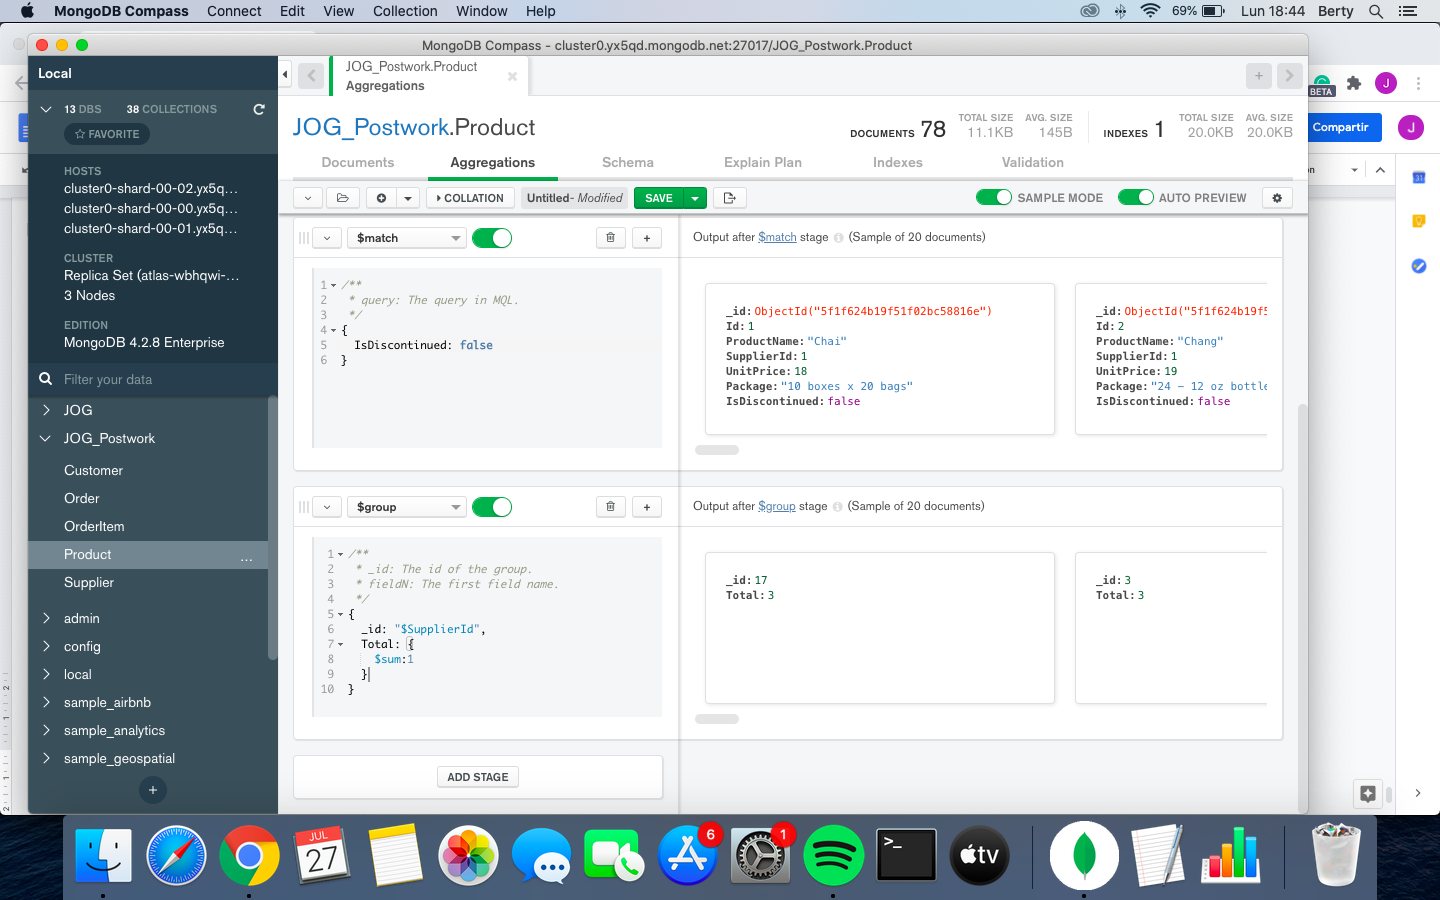 MongoDB Compass Connect Edit View Collection Window Help
69% Lun 18:44 Berty
MongoDB Compass - cluster0.yx5qd.mongodb.net:27017/JOG_Postwork.Product
Local
JOG_Postwork.Product
Aggregations
13 DBS 38 COLLECTIONS
FAVORITE
JOG_Postwork.Product
DOCUMENTS 78
TOTAL SIZE 11.1KB
AVG. SIZE 145B
INDEXES 1
TOTAL SIZE 20.0KB
AVG. SIZE 20.0KB
BETA
J
Compartir
J
Documents Aggregations Schema Explain Plan Indexes Validation
HOSTS
cluster0-shard-00-02.yx5q...
cluster0-shard-00-00.yx5q...
cluster0-shard-00-01.yx5q...
CLUSTER
Replica Set (atlas-wbhqwi-...
3 Nodes
EDITION
MongoDB 4.2.8 Enterprise
Filter your data
JOG
JOG_Postwork
Customer
Order
OrderItem
Product ...
Supplier
admin
config
local
sample_airbnb
sample_analytics
sample_geospatial
COLLATION Untitled- Modified SAVE SAMPLE MODE AUTO PREVIEW
$match
Output after $match stage (Sample of 20 documents)
1 /**
2 * query: The query in MQL.
3 */
4 {
5 IsDiscontinued: false
6 }
_id: ObjectId("5f1f624b19f51f02bc58816e")
Id: 1
ProductName: "Chai"
SupplierId: 1
UnitPrice: 18
Package: "10 boxes x 20 bags"
IsDiscontinued: false
_id: ObjectId("5f1f624b19f5
Id: 2
ProductName: "Chang"
SupplierId: 1
UnitPrice: 19
Package: "24 - 12 oz bottle
IsDiscontinued: false
$group
Output after $group stage (Sample of 20 documents)
1 /**
2 * _id: The id of the group.
3 * fieldN: The first field name.
4 */
5 {
6 _id: "$SupplierId",
7 Total: {
8 $sum:1
9 }
10 }
_id: 17
Total: 3
_id: 3
Total: 3
ADD STAGE
JUL
27
6
1
>_
tv